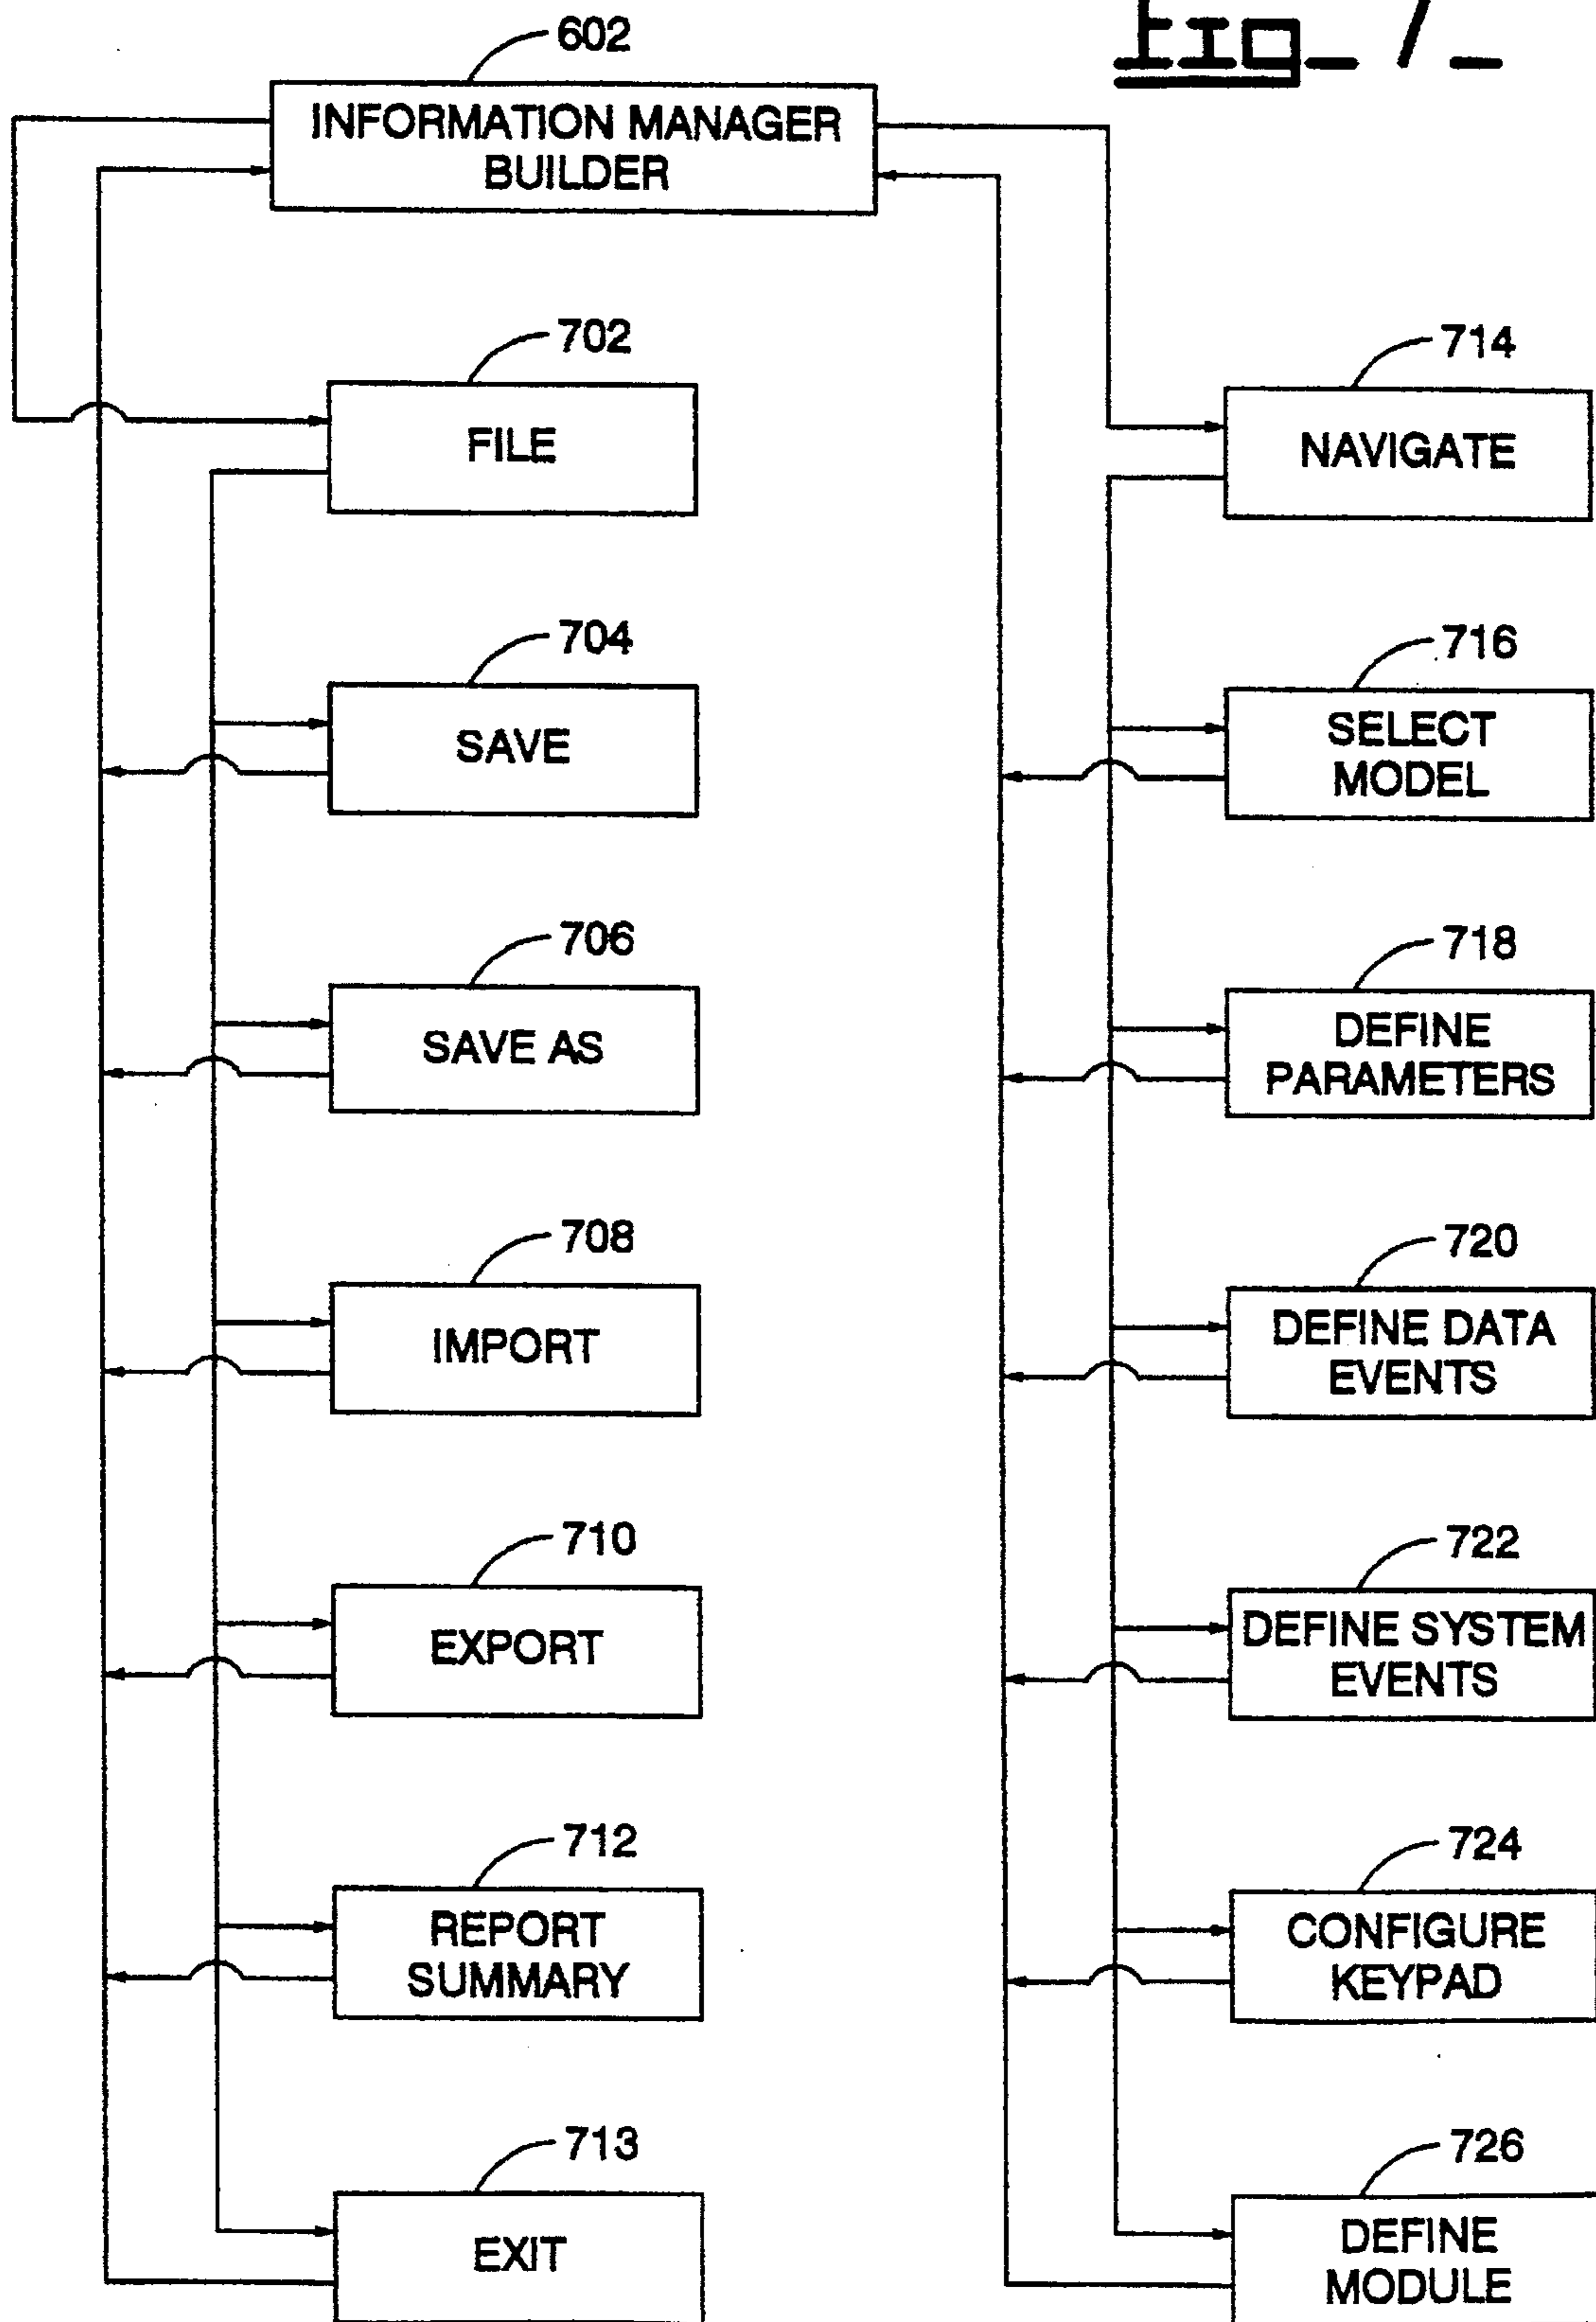 Fig_ 7_
602
INFORMATION MANAGER
BUILDER
702
FILE
704
SAVE
706
SAVE AS
708
IMPORT
710
EXPORT
712
REPORT
SUMMARY
713
EXIT
714
NAVIGATE
716
SELECT
MODEL
718
DEFINE
PARAMETERS
720
DEFINE DATA
EVENTS
722
DEFINE SYSTEM
EVENTS
724
CONFIGURE
KEYPAD
726
DEFINE
MODULE